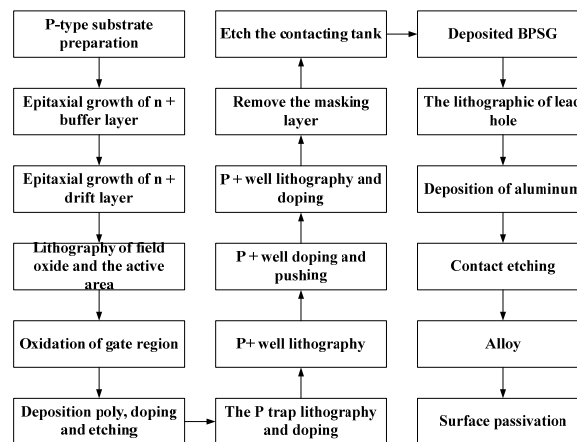 P-type substrate
preparation
Epitaxial growth of n +
buffer layer
Epitaxial growth of n +
drift layer
Lithography of field
oxide and the active
area
Oxidation of gate region
Deposition poly, doping
and etching
The P trap lithography
and doping
P+ well lithography
P + well doping and
pushing
P + well lithography and
doping
Remove the masking
layer
Etch the contacting tank
Deposited BPSG
The lithographic of lead
hole
Deposition of aluminum
Contact etching
Alloy
Surface passivation